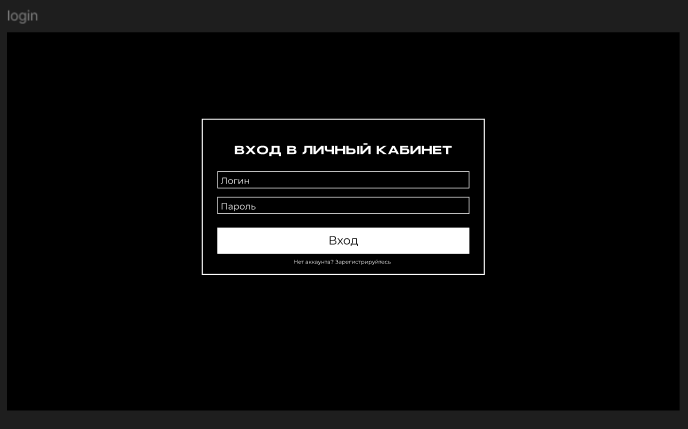 login
ВХОД В ЛИЧНЫЙ КАБИНЕТ
Логин
Пароль
Вход
Нет аккаунта? Зарегистрируйтесь